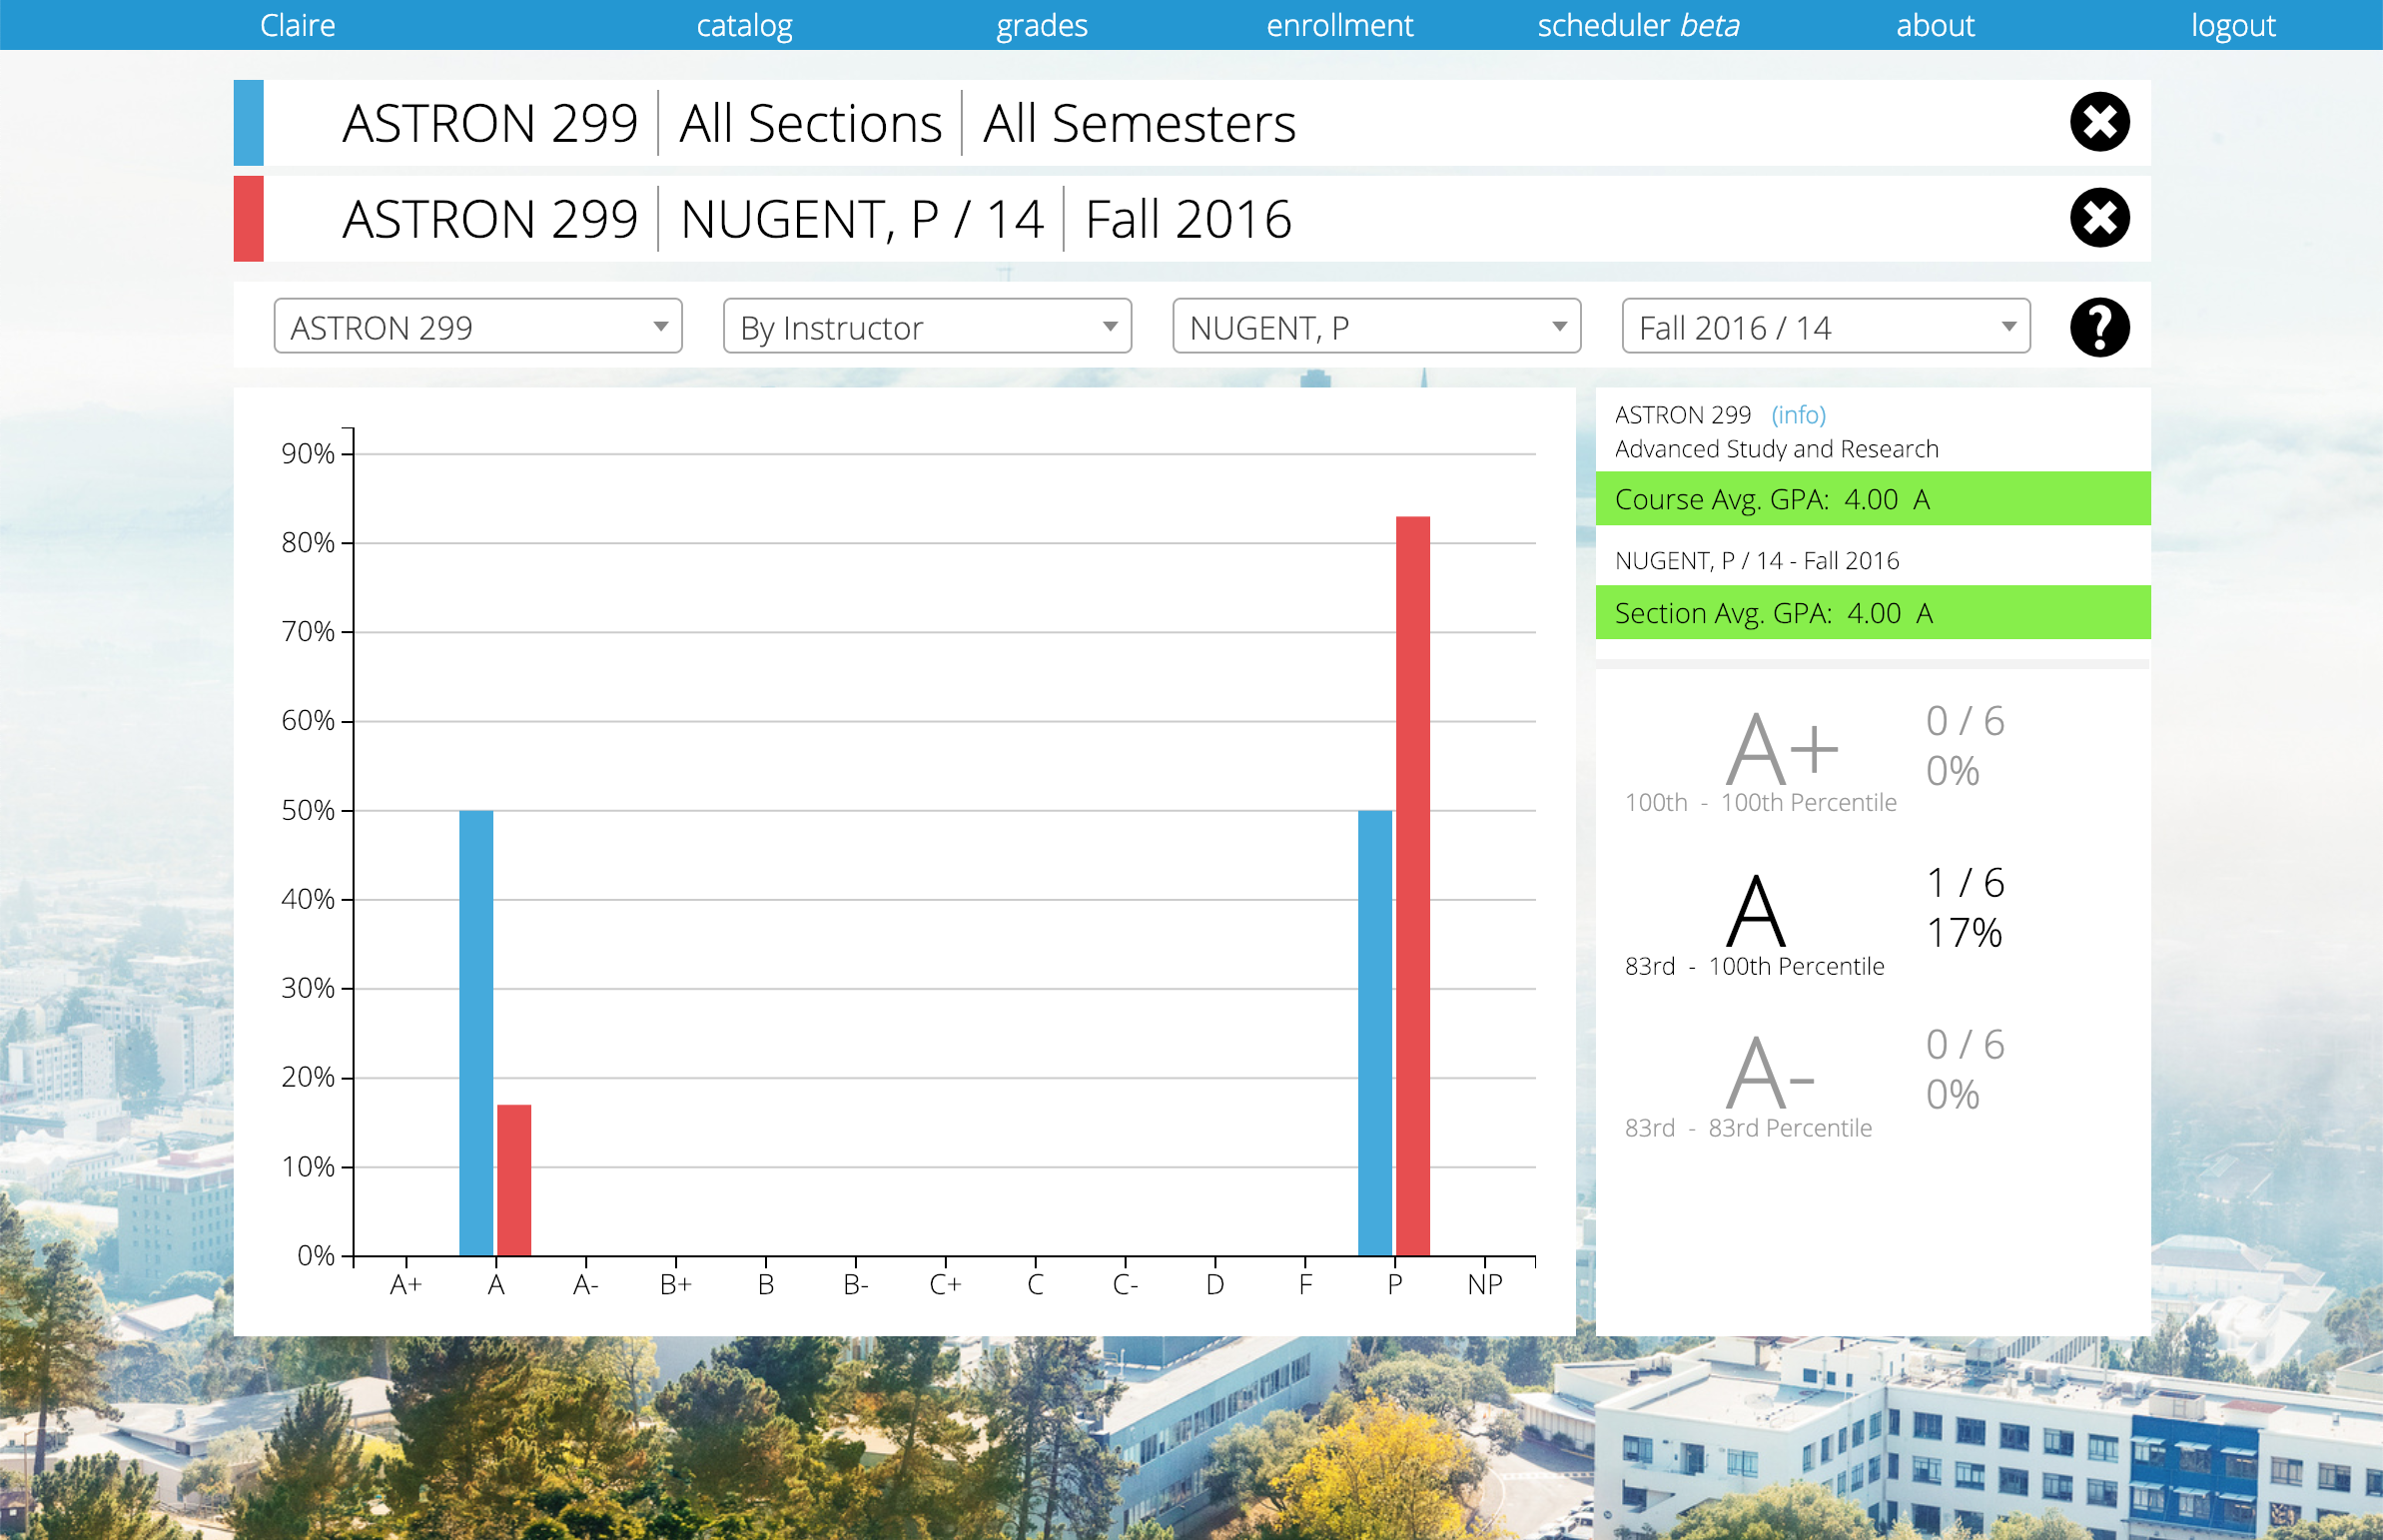 Claire catalog grades enrollment scheduler beta about logout
ASTRON 299 All Sections All Semesters
ASTRON 299 NUGENT, P / 14 Fall 2016
ASTRON 299 By Instructor NUGENT, P Fall 2016 / 14 ?
90%
80%
70%
60%
50%
40%
30%
20%
10%
0%
A+ A A- B+ B B- C+ C C- D F P NP
ASTRON 299 (info)
Advanced Study and Research
Course Avg. GPA: 4.00 A
NUGENT, P / 14 - Fall 2016
Section Avg. GPA: 4.00 A
A+ 0 / 6
0%
100th - 100th Percentile
A 1 / 6
17%
83rd - 100th Percentile
A- 0 / 6
0%
83rd - 83rd Percentile